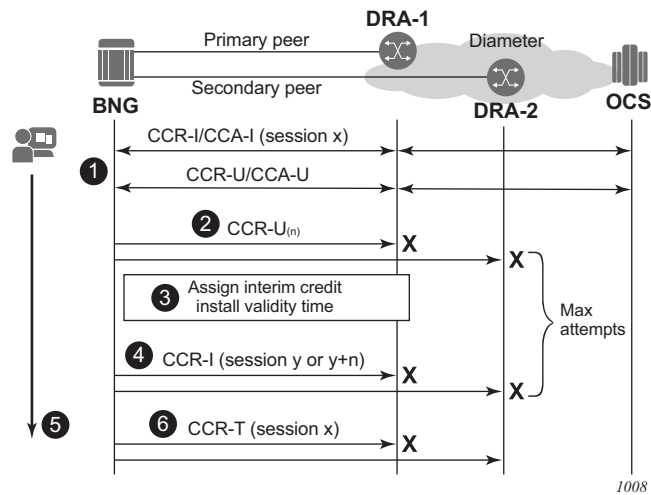 DRA-1
Primary peer
Diameter
Secondary peer
BNG
DRA-2
OCS
CCR-I/CCA-I (session x)
1
CCR-U/CCA-U
2 CCR-U(n)
X
X
3 Assign interim credit
install validity time
Max
attempts
4 CCR-I (session y or y+n)
X
X
5
6 CCR-T (session x)
X
1008